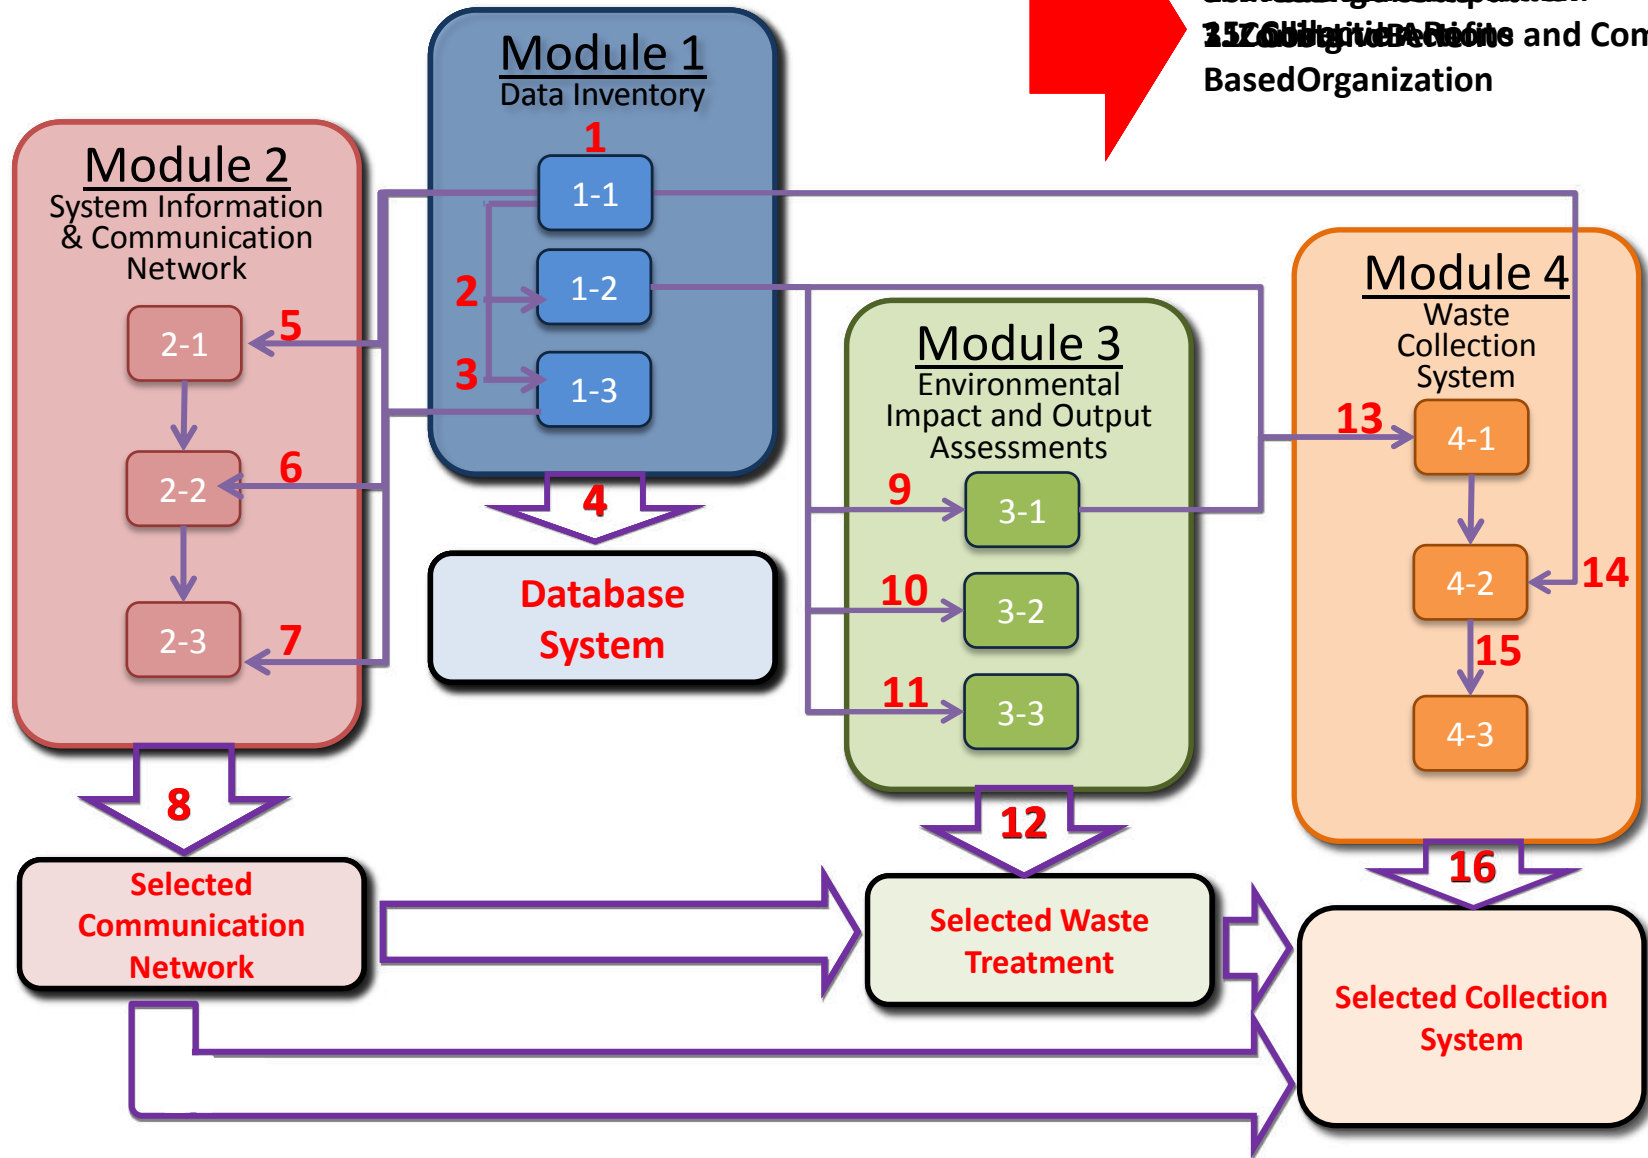 and Com
BasedOrganization
Module 1
Data Inventory
1
1-1
2
1-2
3
1-3
4
Database
System
Module 2
System Information
& Communication
Network
5
2-1
6
2-2
7
2-3
8
Selected
Communication
Network
Module 3
Environmental
Impact and Output
Assessments
9
3-1
10
3-2
11
3-3
12
Selected Waste
Treatment
Module 4
Waste
Collection
System
13
4-1
14
4-2
15
4-3
16
Selected Collection
System